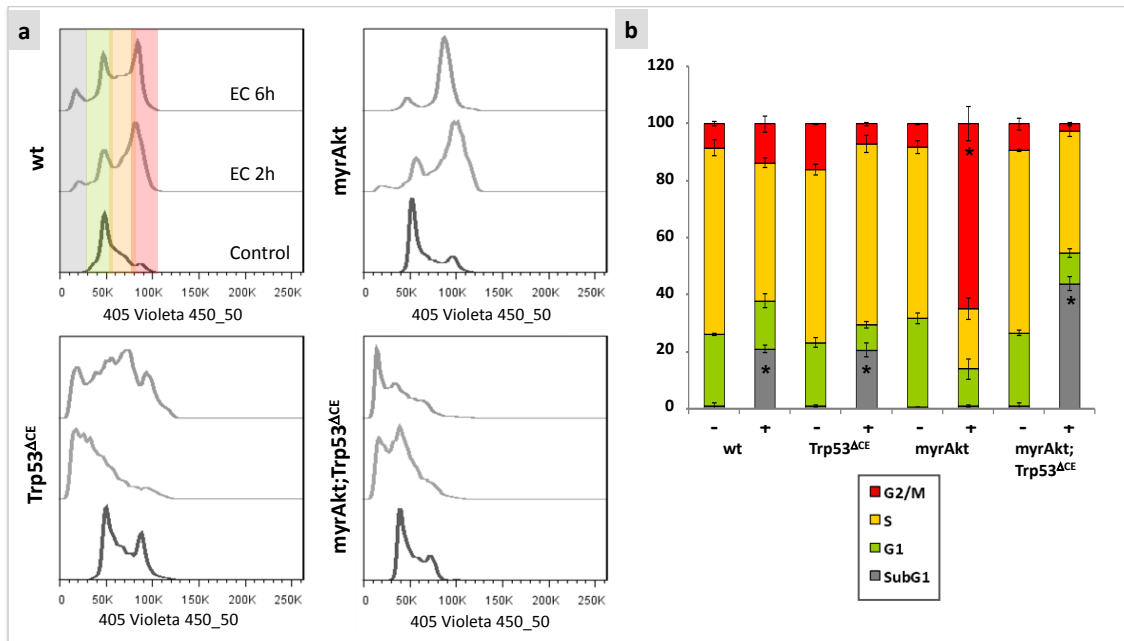 a
wt
EC 6h
EC 2h
Control
0 50K 100K 150K 200K 250K
405 Violeta 450_50
myrAkt
0 50K 100K 150K 200K 250K
405 Violeta 450_50
Trp53ΔCE
0 50K 100K 150K 200K 250K
405 Violeta 450_50
myrAkt;Trp53ΔCE
0 50K 100K 150K 200K 250K
405 Violeta 450_50
b
120
100
80
60
40
20
0
* * * *
- + - + - + - +
wt Trp53ΔCE myrAkt myrAkt;
Trp53ΔCE
G2/M
S
G1
SubG1